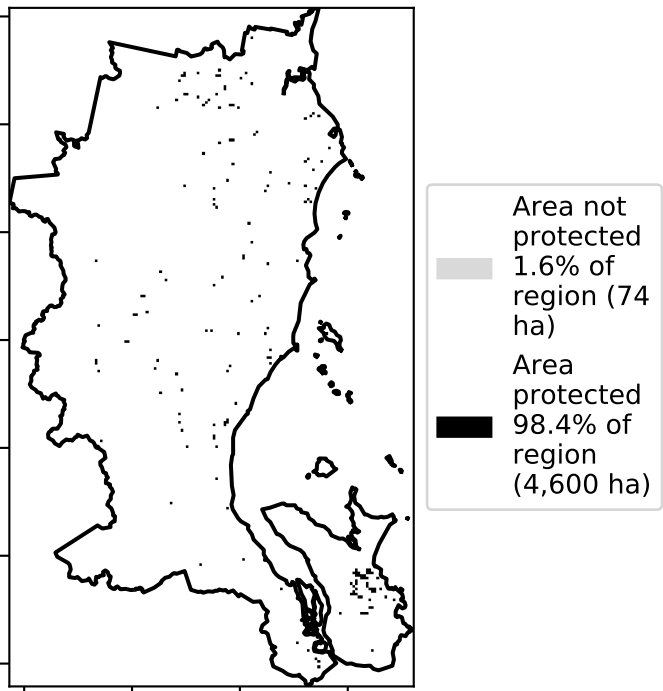 Area not
protected
1.6% of
region (74
ha)
Area
protected
98.4% of
region
(4,600 ha)